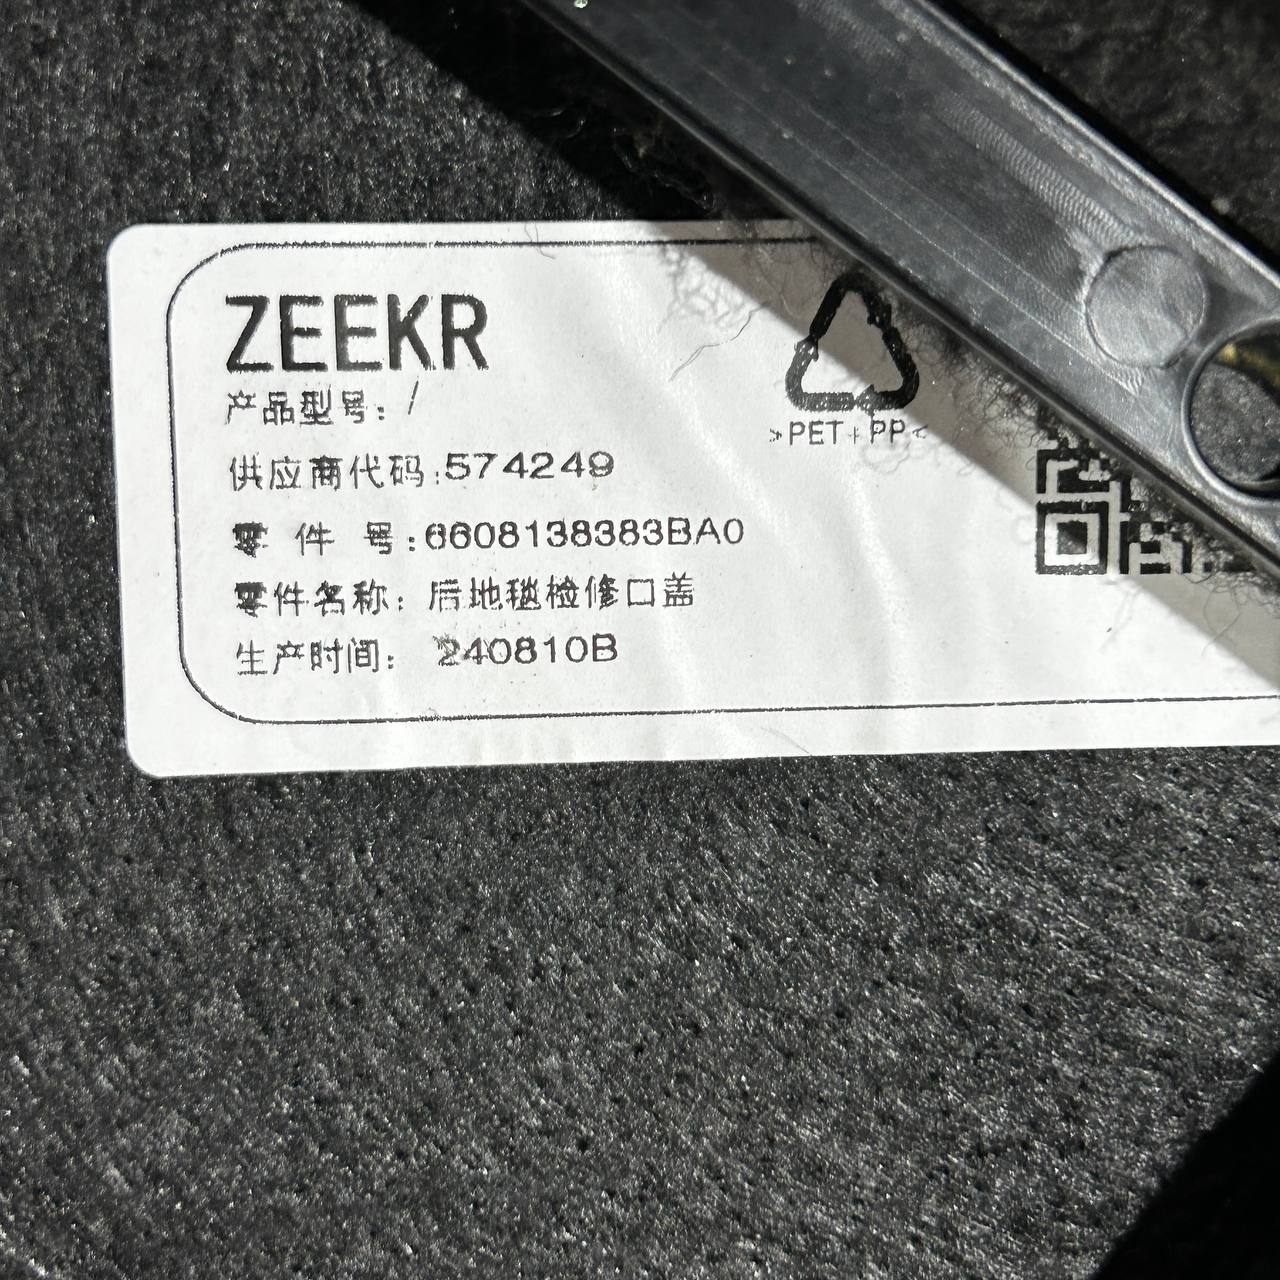 ZEEKR
产品型号: /
>PET+PP<
供应商代码:574249
零 件 号:6608138383BA0
零件名称: 后地毯检修口盖
生产时间: 240810B